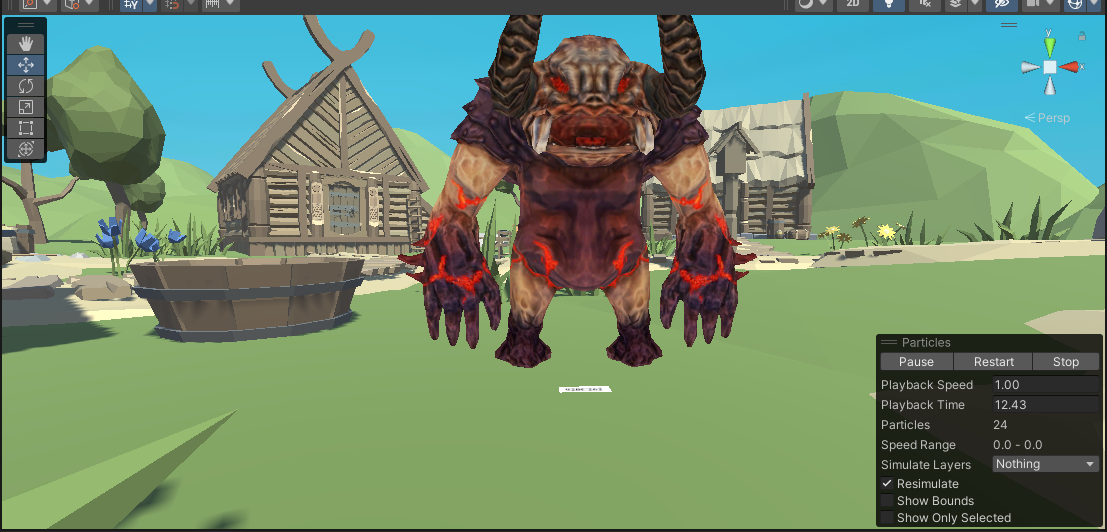 2D
Y
x
Persp
Particles
Pause Restart Stop
Playback Speed 1.00
Playback Time 12.43
Particles 24
Speed Range 0.0 - 0.0
Simulate Layers Nothing
Resimulate
Show Bounds
Show Only Selected